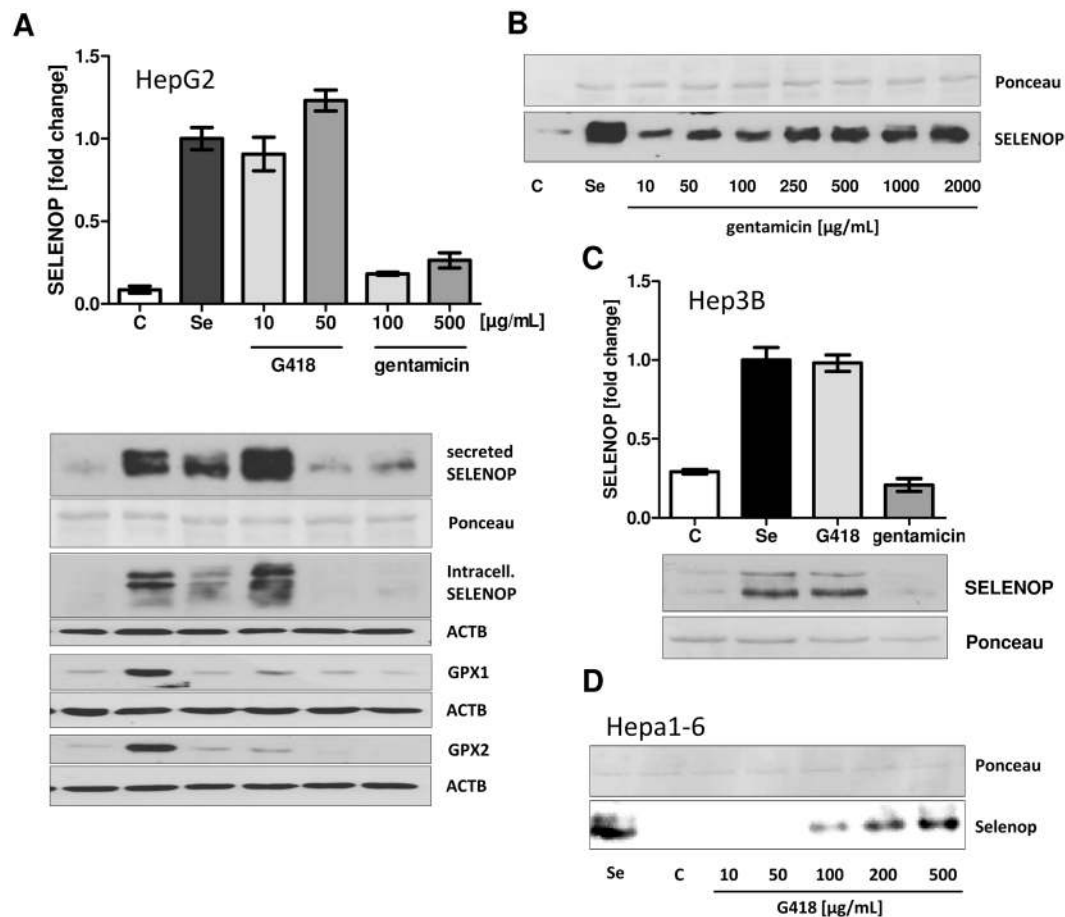 A
SELENOP [fold change]
1.5
1.0
0.5
0.0
HepG2
C Se 10 50 100 500 [µg/mL]
G418 gentamicin
secreted
SELENOP
Ponceau
Intracell.
SELENOP
ACTB
GPX1
ACTB
GPX2
ACTB
B
Ponceau
SELENOP
C Se 10 50 100 250 500 1000 2000
gentamicin [µg/mL]
C
SELENOP [fold change]
1.5
1.0
0.5
0.0
Hep3B
C Se G418 gentamicin
SELENOP
Ponceau
D
Hepa1-6
Ponceau
Selenop
Se C 10 50 100 200 500
G418 [µg/mL]